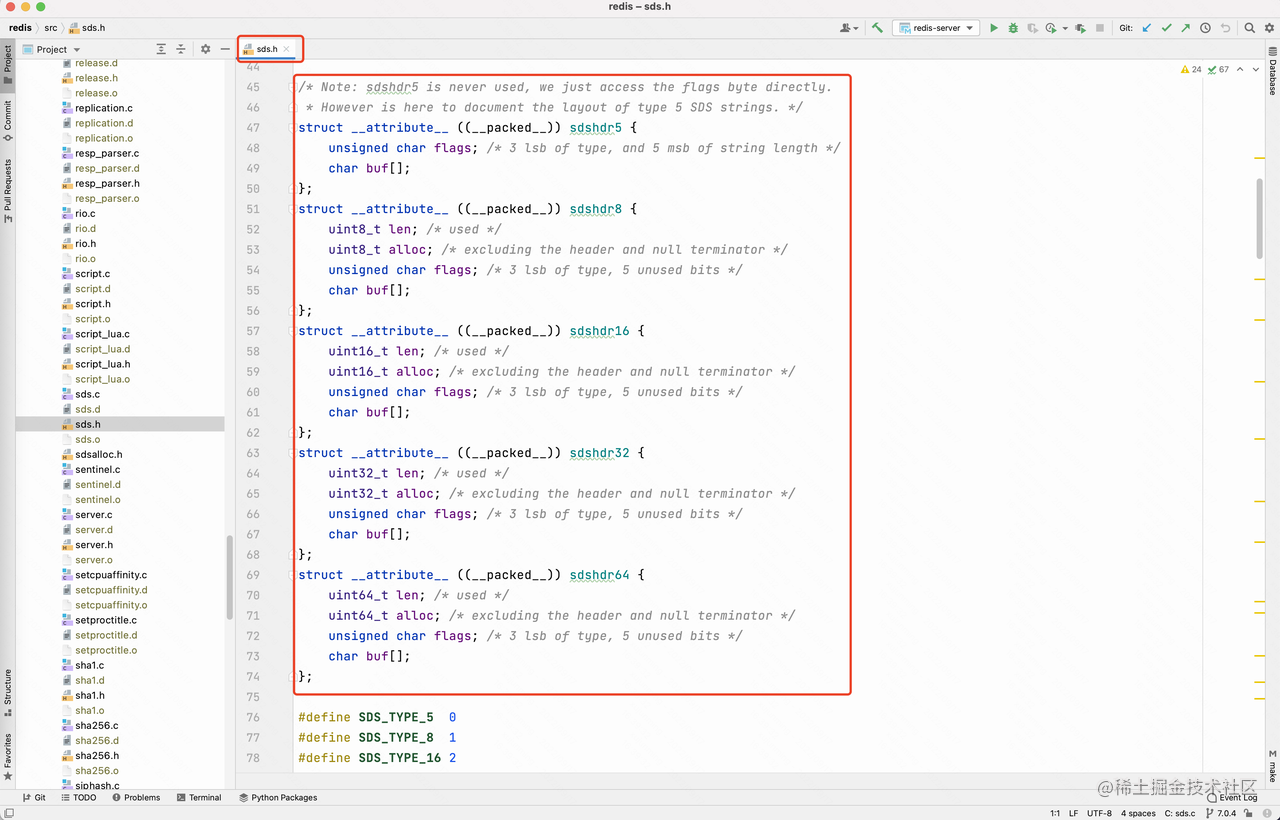 redis – sds.h
redis
src
sds.h
redis-server
Git:
Project
Project
Commit
Pull Requests
Structure
Favorites
Database
make
release.d
release.h
release.o
replication.c
replication.d
replication.o
resp_parser.c
resp_parser.d
resp_parser.h
resp_parser.o
rio.c
rio.d
rio.h
rio.o
script.c
script.d
script.h
script.o
script_lua.c
script_lua.d
script_lua.h
script_lua.o
sds.c
sds.d
sds.h
sds.o
sdsalloc.h
sentinel.c
sentinel.d
sentinel.o
server.c
server.d
server.h
server.o
setcpuaffinity.c
setcpuaffinity.d
setcpuaffinity.o
setproctitle.c
setproctitle.d
setproctitle.o
sha1.c
sha1.d
sha1.h
sha1.o
sha256.c
sha256.d
sha256.h
sha256.o
siphash.c
sds.h
24 67
44
45 /* Note: sdshdr5 is never used, we just access the flags byte directly.
46 * However is here to document the layout of type 5 SDS strings. */
47 struct __attribute__ ((__packed__)) sdshdr5 {
48 unsigned char flags; /* 3 lsb of type, and 5 msb of string length */
49 char buf[];
50 };
51 struct __attribute__ ((__packed__)) sdshdr8 {
52 uint8_t len; /* used */
53 uint8_t alloc; /* excluding the header and null terminator */
54 unsigned char flags; /* 3 lsb of type, 5 unused bits */
55 char buf[];
56 };
57 struct __attribute__ ((__packed__)) sdshdr16 {
58 uint16_t len; /* used */
59 uint16_t alloc; /* excluding the header and null terminator */
60 unsigned char flags; /* 3 lsb of type, 5 unused bits */
61 char buf[];
62 };
63 struct __attribute__ ((__packed__)) sdshdr32 {
64 uint32_t len; /* used */
65 uint32_t alloc; /* excluding the header and null terminator */
66 unsigned char flags; /* 3 lsb of type, 5 unused bits */
67 char buf[];
68 };
69 struct __attribute__ ((__packed__)) sdshdr64 {
70 uint64_t len; /* used */
71 uint64_t alloc; /* excluding the header and null terminator */
72 unsigned char flags; /* 3 lsb of type, 5 unused bits */
73 char buf[];
74 };
75
76 #define SDS_TYPE_5 0
77 #define SDS_TYPE_8 1
78 #define SDS_TYPE_16 2
@稀土掘金技术社区
Git TODO Problems Terminal Python Packages Event Log
1:1 LF UTF-8 4 spaces C: sds.c 7.0.4